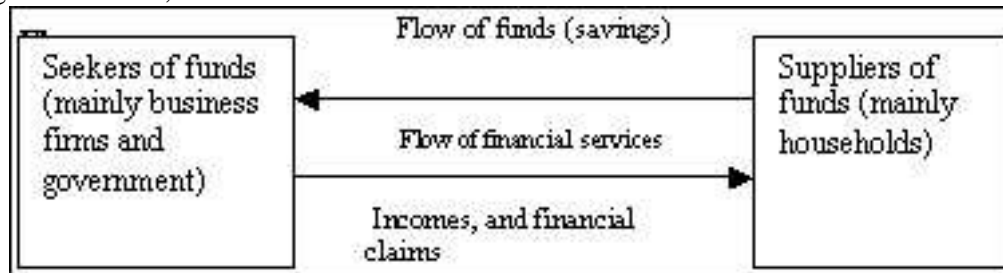 Flow of funds (savings)
Seekers of funds
(mainly business
firms and
government)
Suppliers of
funds (mainly
households)
Flow of financial services
Incomes, and financial
claims